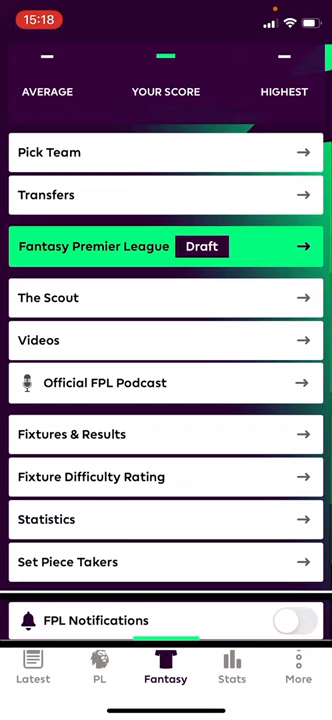 15:18
AVERAGE
YOUR SCORE
HIGHEST
Pick Team
Transfers
Fantasy Premier League Draft
The Scout
Videos
Official FPL Podcast
Fixtures & Results
Fixture Difficulty Rating
Statistics
Set Piece Takers
FPL Notifications
Latest
PL
Fantasy
Stats
More